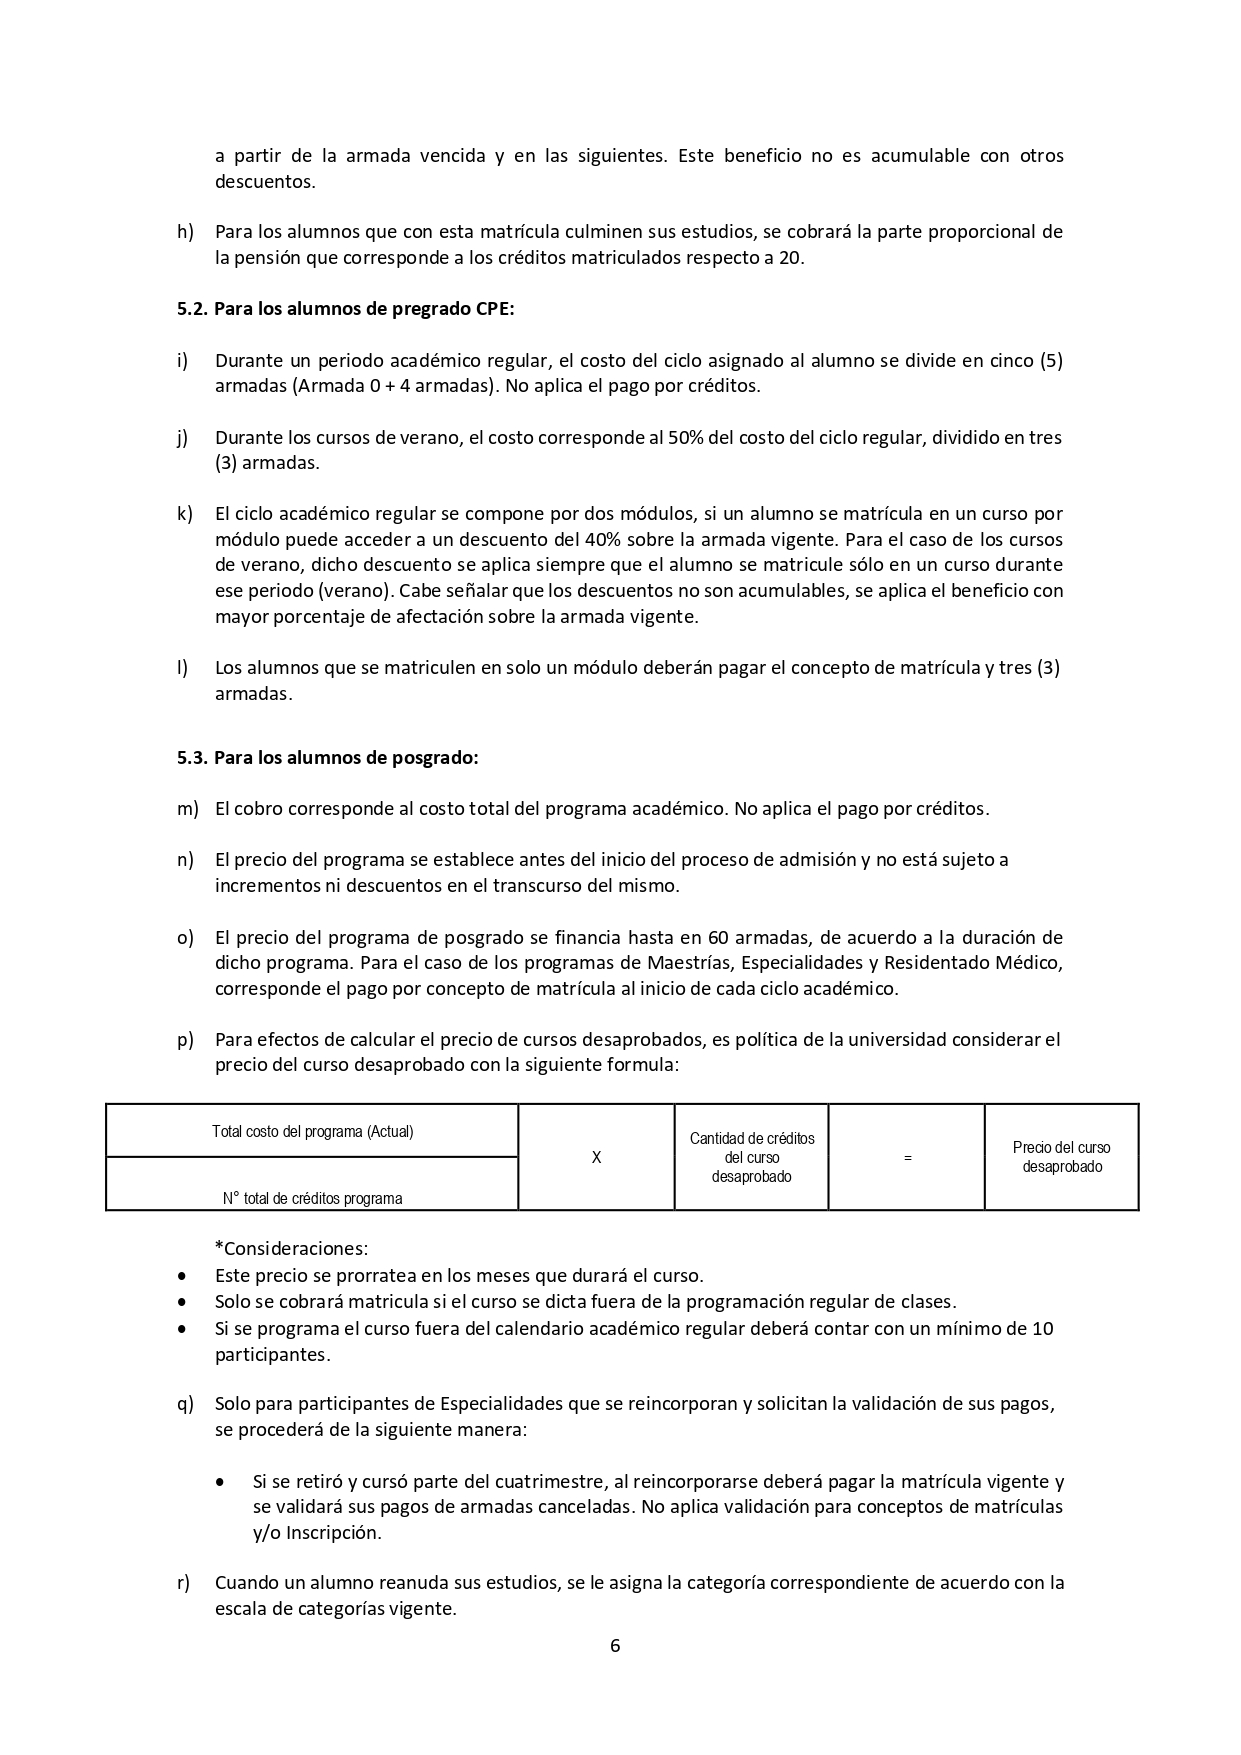 a partir de la armada vencida y en las siguientes. Este beneficio no es acumulable con otros
descuentos.
h) Para los alumnos que con esta matrícula culminen sus estudios, se cobrará la parte proporcional de
la pensión que corresponde a los créditos matriculados respecto a 20.
5.2. Para los alumnos de pregrado CPE:
i) Durante un periodo académico regular, el costo del ciclo asignado al alumno se divide en cinco (5)
armadas (Armada 0 + 4 armadas). No aplica el pago por créditos.
j) Durante los cursos de verano, el costo corresponde al 50% del costo del ciclo regular, dividido en tres
(3) armadas.
k) El ciclo académico regular se compone por dos módulos, si un alumno se matrícula en un curso por
módulo puede acceder a un descuento del 40% sobre la armada vigente. Para el caso de los cursos
de verano, dicho descuento se aplica siempre que el alumno se matricule sólo en un curso durante
ese periodo (verano). Cabe señalar que los descuentos no son acumulables, se aplica el beneficio con
mayor porcentaje de afectación sobre la armada vigente.
l) Los alumnos que se matriculen en solo un módulo deberán pagar el concepto de matrícula y tres (3)
armadas.
5.3. Para los alumnos de posgrado:
m) El cobro corresponde al costo total del programa académico. No aplica el pago por créditos.
n) El precio del programa se establece antes del inicio del proceso de admisión y no está sujeto a
incrementos ni descuentos en el transcurso del mismo.
o) El precio del programa de posgrado se financia hasta en 60 armadas, de acuerdo a la duración de
dicho programa. Para el caso de los programas de Maestrías, Especialidades y Residentado Médico,
corresponde el pago por concepto de matrícula al inicio de cada ciclo académico.
p) Para efectos de calcular el precio de cursos desaprobados, es política de la universidad considerar el
precio del curso desaprobado con la siguiente formula:
Total costo del programa (Actual)
N° total de créditos programa
X
Cantidad de créditos
del curso
desaprobado
=
Precio del curso
desaprobado
*Consideraciones:
• Este precio se prorratea en los meses que durará el curso.
• Solo se cobrará matricula si el curso se dicta fuera de la programación regular de clases.
• Si se programa el curso fuera del calendario académico regular deberá contar con un mínimo de 10
participantes.
q) Solo para participantes de Especialidades que se reincorporan y solicitan la validación de sus pagos,
se procederá de la siguiente manera:
• Si se retiró y cursó parte del cuatrimestre, al reincorporarse deberá pagar la matrícula vigente y
se validará sus pagos de armadas canceladas. No aplica validación para conceptos de matrículas
y/o Inscripción.
r) Cuando un alumno reanuda sus estudios, se le asigna la categoría correspondiente de acuerdo con la
escala de categorías vigente.
6